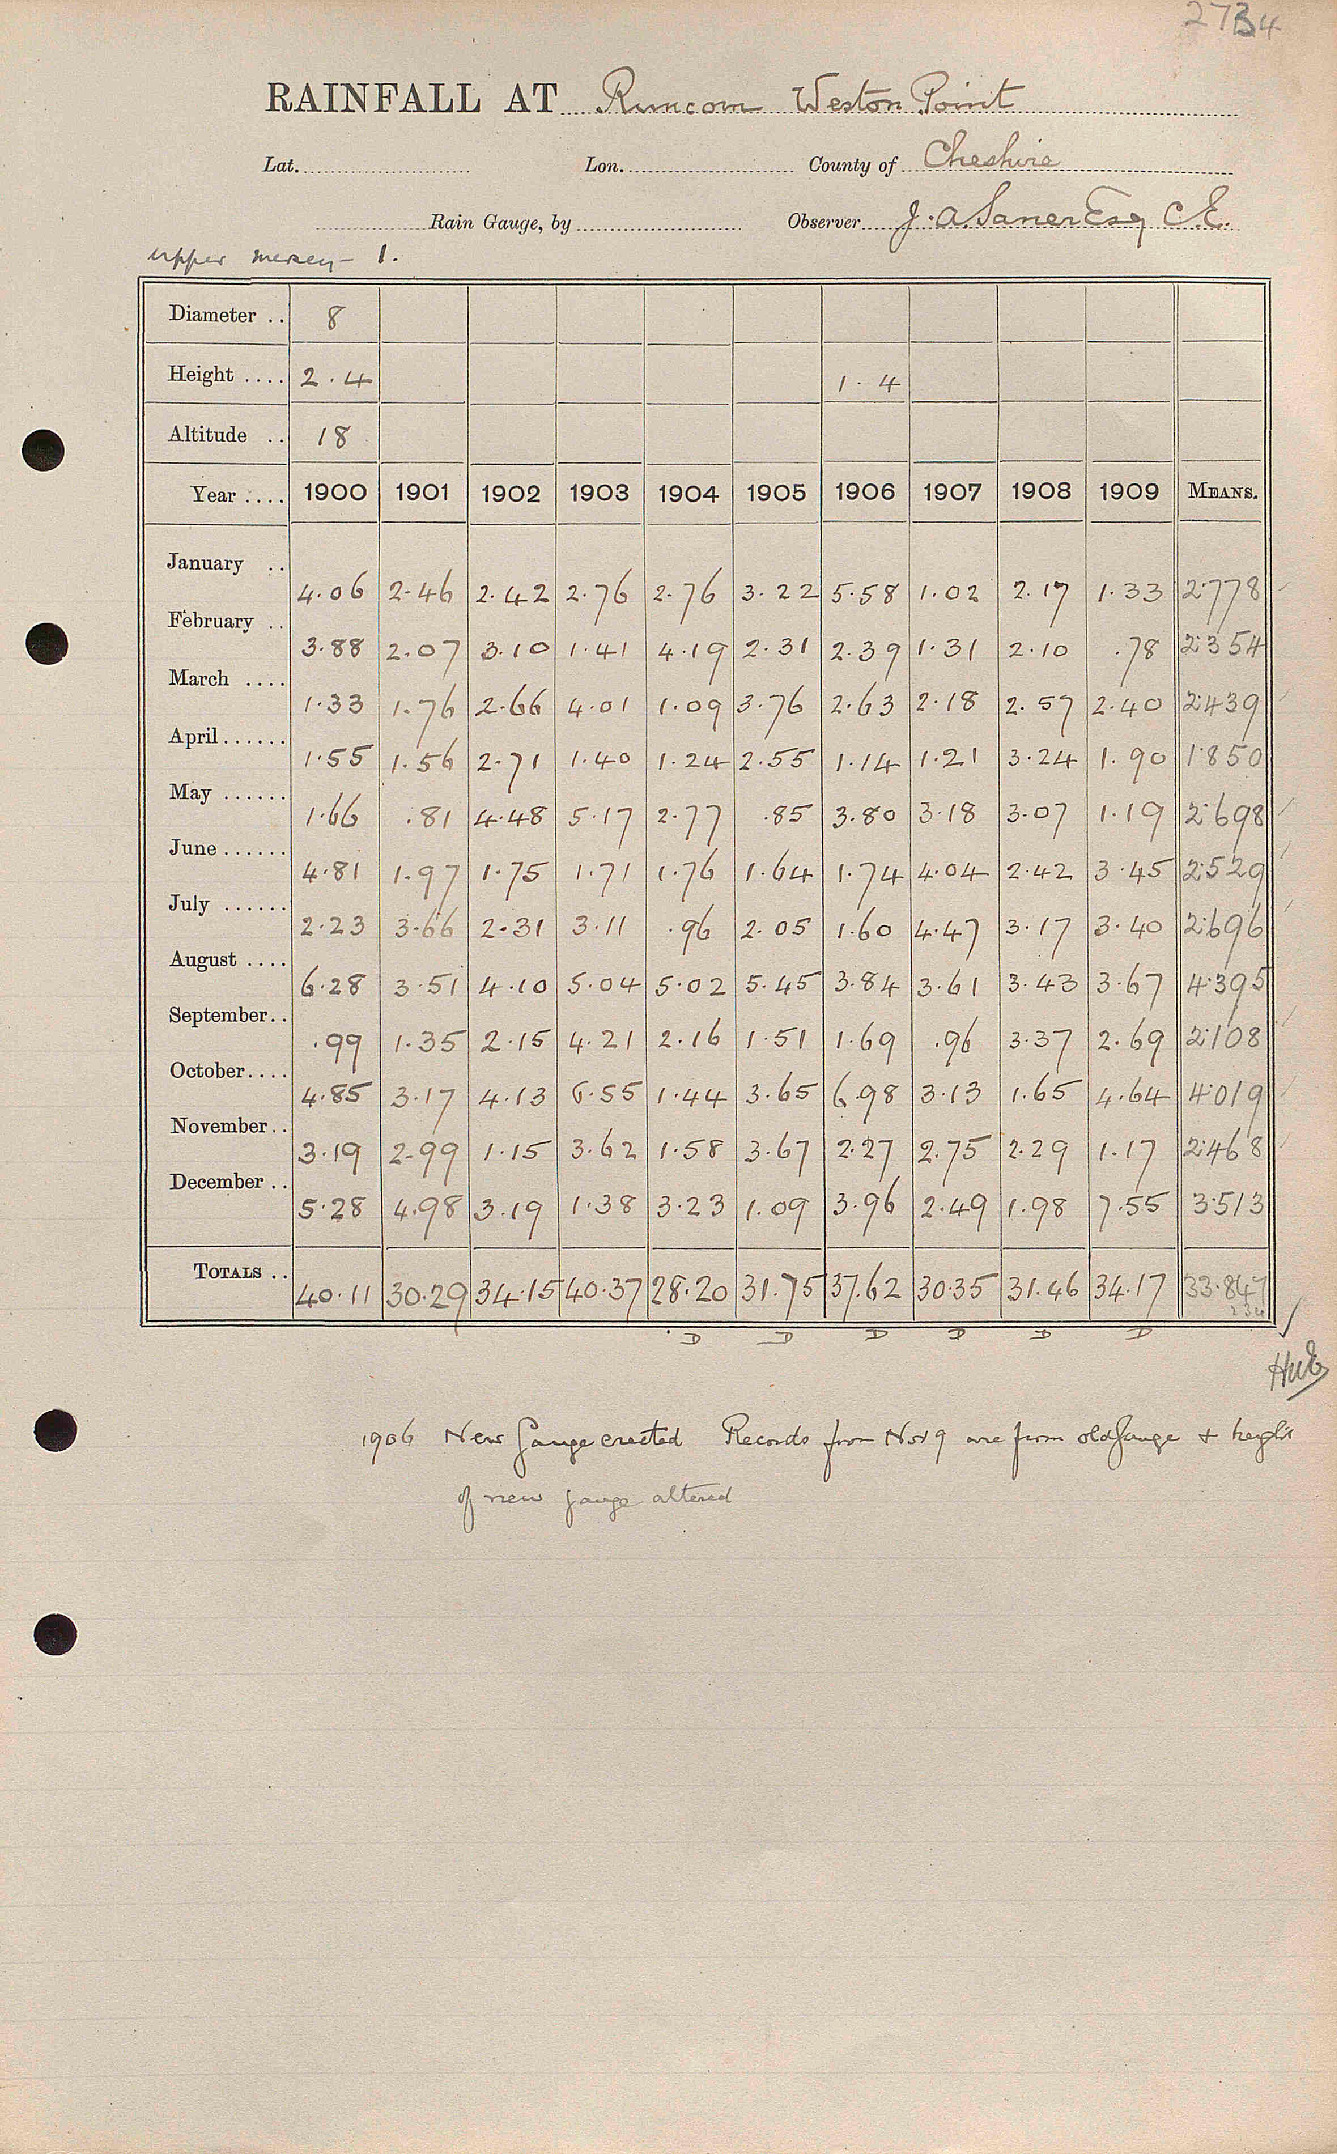 2734
RAINFALL AT Runcorn Weston Point
Lat. Lon. County of Cheshire
Rain Gauge, by Observer J. A. Saner Esq C.E.
upper mersey - 1.
Diameter .. 8
Height .... 2.4 1.4
Altitude .. 18
Year .... 1900 1901 1902 1903 1904 1905 1906 1907 1908 1909 MEANS.
January .. 4.06 2.46 2.42 2.76 2.76 3.22 5.58 1.02 2.17 1.33 2.778
February .. 3.88 2.07 3.10 1.41 4.19 2.31 2.39 1.31 2.10 .78 2.354
March .... 1.33 1.76 2.66 4.01 1.09 3.76 2.63 2.18 2.57 2.40 2.439
April ...... 1.55 1.56 2.71 1.40 1.24 2.55 1.14 1.21 3.24 1.90 1.850
May ...... 1.66 .81 4.48 5.17 2.77 .85 3.80 3.18 3.07 1.19 2.698
June ...... 4.81 1.97 1.75 1.71 1.76 1.64 1.74 4.04 2.42 3.45 2.529
July ...... 2.23 3.66 2.31 3.11 .96 2.05 1.60 4.47 3.17 3.40 2.696
August .... 6.28 3.51 4.10 5.04 5.02 5.45 3.84 3.61 3.43 3.67 4.395
September.. .99 1.35 2.15 4.21 2.16 1.51 1.69 .96 3.37 2.69 2.108
October.... 4.85 3.17 4.13 6.55 1.44 3.65 6.98 3.13 1.65 4.64 4.019
November.. 3.19 2.99 1.15 3.62 1.58 3.67 2.27 2.75 2.29 1.17 2.468
December .. 5.28 4.98 3.19 1.38 3.23 1.09 3.96 2.49 1.98 7.55 3.513
TOTALS .. 40.11 30.29 34.15 40.37 28.20 31.75 37.62 30.35 31.46 34.17 33.847
D D D D D D
1906 New Gauge erected Records from Nov 9 are from old Gauge & height
of new gauge altered